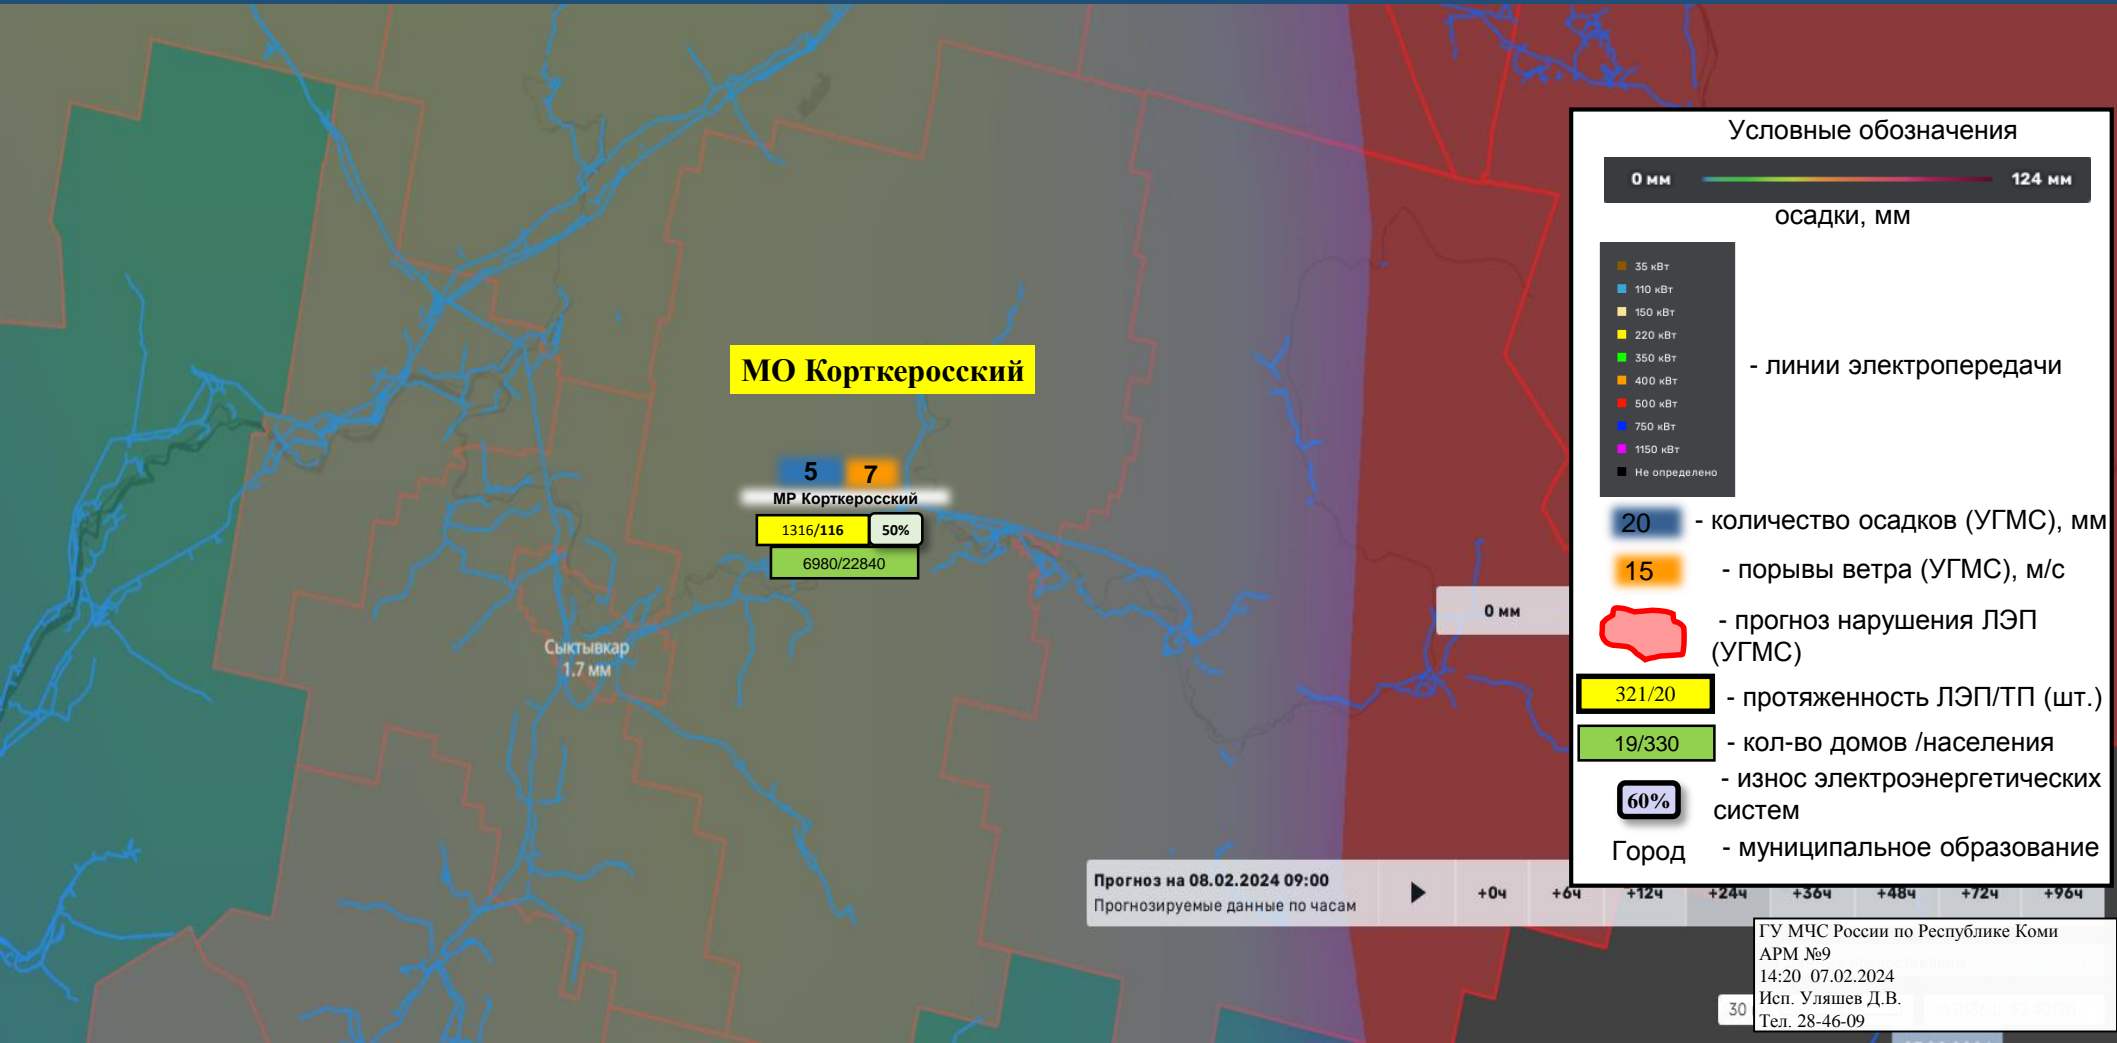 МО Корткеросский
5 7
МР Корткеросский
1316/116 50%
6980/22840
Сыктывкар
1.7 мм
0 мм
Прогноз на 08.02.2024 09:00
Прогнозируемые данные по часам
+0ч +6ч +12ч +24ч +36ч +48ч +72ч +96ч
Условные обозначения
0 мм 124 мм
осадки, мм
35 кВт
110 кВт
150 кВт
220 кВт
350 кВт
400 кВт
500 кВт
750 кВт
1150 кВт
Не определено
- линии электропередачи
20 - количество осадков (УГМС), мм
15 - порывы ветра (УГМС), м/с
- прогноз нарушения ЛЭП
(УГМС)
321/20 - протяженность ЛЭП/ТП (шт.)
19/330 - кол-во домов /населения
- износ электроэнергетических
60% систем
Город - муниципальное образование
ГУ МЧС России по Республике Коми
АРМ №9
14:20 07.02.2024
Исп. Уляшев Д.В.
Тел. 28-46-09
30